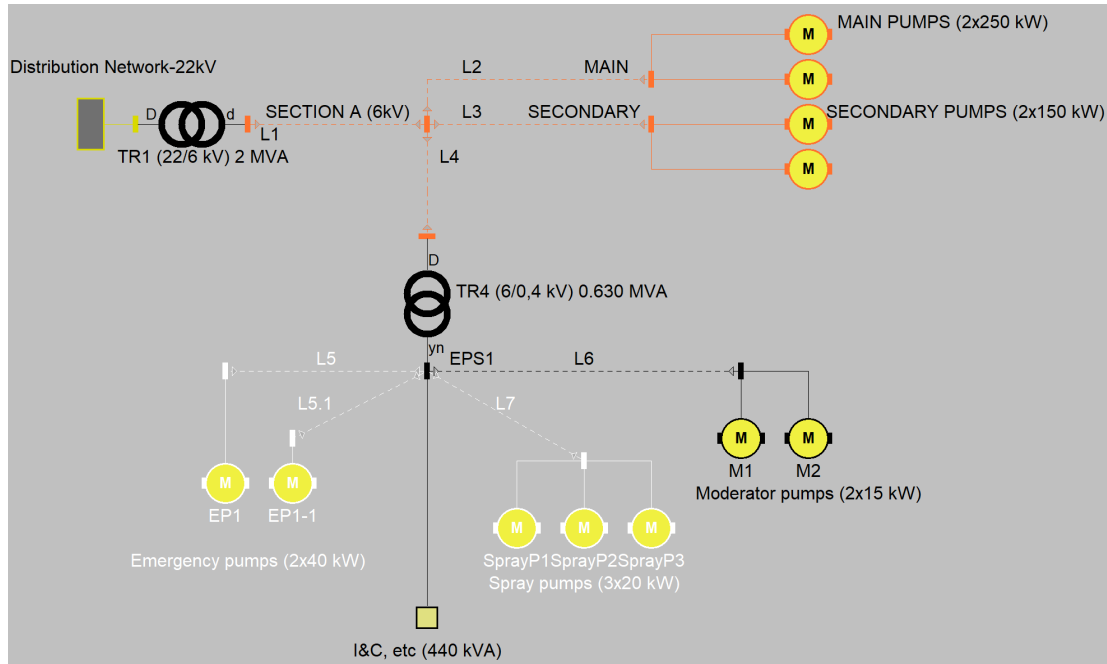 MAIN PUMPS (2x250 kW)
M
Distribution Network-22kV
L2
MAIN
M
D
d
SECTION A (6kV)
L3
SECONDARY
SECONDARY PUMPS (2x150 kW)
M
L1
TR1 (22/6 kV) 2 MVA
L4
M
D
TR4 (6/0,4 kV) 0.630 MVA
yn
EPS1
L5
L6
L5.1
L7
M
M
M1
M2
M
M
Moderator pumps (2x15 kW)
EP1
EP1-1
M
M
M
Emergency pumps (2x40 kW)
SprayP1
SprayP2
SprayP3
Spray pumps (3x20 kW)
I&C, etc (440 kVA)